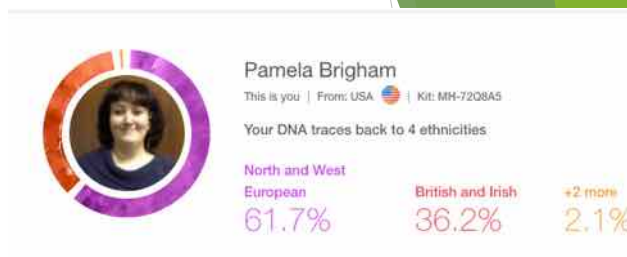 Pamela Brigham
This is you | From: USA | Kit: MH-72Q8A5
Your DNA traces back to 4 ethnicities
North and West
European
61.7%
British and Irish
36.2%
+2 more
2.1%